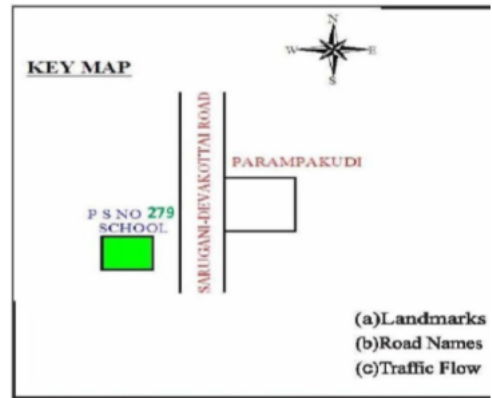 N
W E
S
KEY MAP
SARUGANI-DEVAKOTTAI ROAD
PARAMPAKUDI
P S NO 279
SCHOOL
(a)Landmarks
(b)Road Names
(c)Traffic Flow